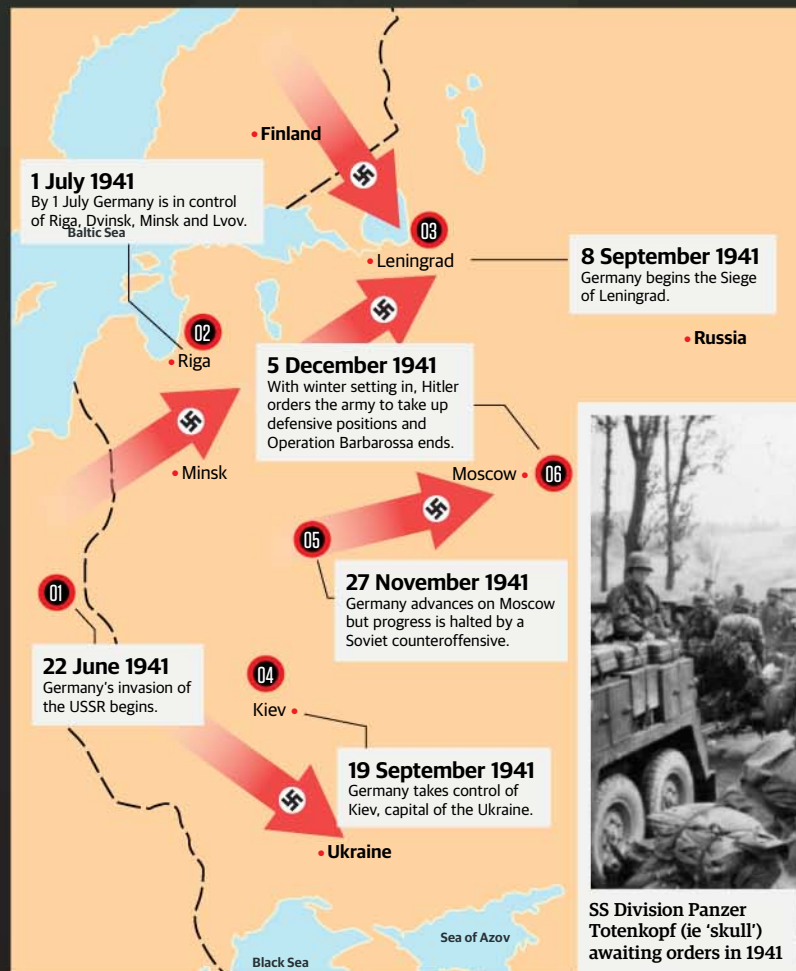 Finland
1 July 1941
By 1 July Germany is in control
of Riga, Dvinsk, Minsk and Lvov.
Baltic Sea
03
Leningrad
8 September 1941
Germany begins the Siege
of Leningrad.
Russia
02
Riga
5 December 1941
With winter setting in, Hitler
orders the army to take up
defensive positions and
Operation Barbarossa ends.
Minsk
Moscow
06
05
27 November 1941
Germany advances on Moscow
but progress is halted by a
Soviet counteroffensive.
01
22 June 1941
Germany's invasion of
the USSR begins.
04
Kiev
19 September 1941
Germany takes control of
Kiev, capital of the Ukraine.
Ukraine
Black Sea
Sea of Azov
SS Division Panzer
Totenkopf (ie ‘skull’)
awaiting orders in 1941